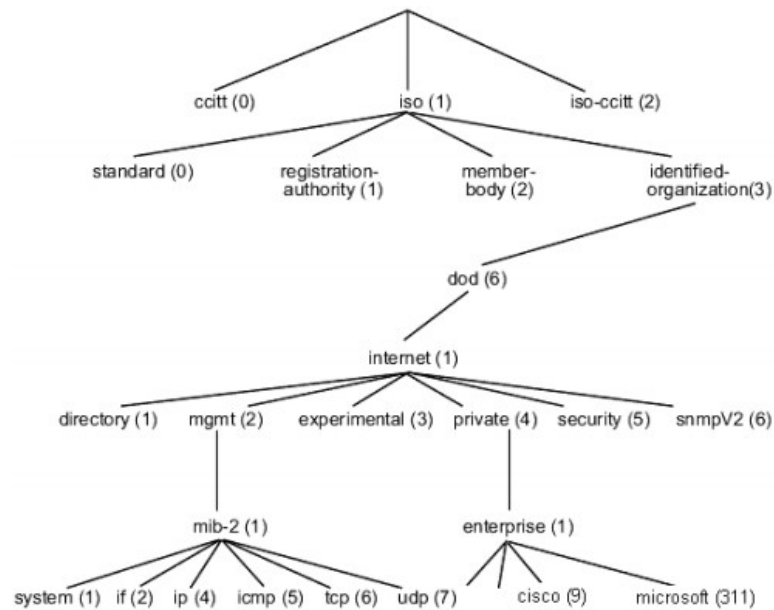 ccitt (0) iso (1) iso-ccitt (2)
standard (0) registration- member- identified-
authority (1) body (2) organization(3)
dod (6)
internet (1)
directory (1) mgmt (2) experimental (3) private (4) security (5) snmpV2 (6)
mib-2 (1) enterprise (1)
system (1) if (2) ip (4) icmp (5) tcp (6) udp (7) cisco (9) microsoft (311)